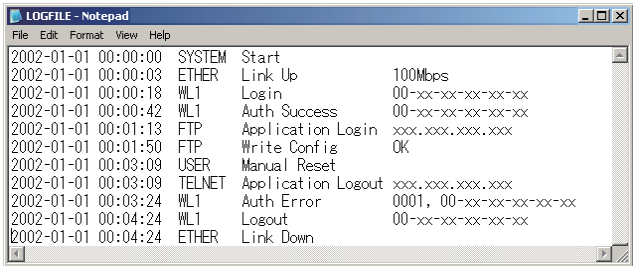 LOGFILE - Notepad
File Edit Format View Help
2002-01-01 00:00:00 SYSTEM Start
2002-01-01 00:00:03 ETHER Link Up 100Mbps
2002-01-01 00:00:18 WL1 Login 00-xx-xx-xx-xx-xx
2002-01-01 00:00:42 WL1 Auth Success 00-xx-xx-xx-xx-xx
2002-01-01 00:01:13 FTP Application Login xxx.xxx.xxx.xxx
2002-01-01 00:01:50 FTP Write Config OK
2002-01-01 00:03:09 USER Manual Reset
2002-01-01 00:03:09 TELNET Application Logout xxx.xxx.xxx.xxx
2002-01-01 00:03:24 WL1 Auth Error 0001, 00-xx-xx-xx-xx-xx
2002-01-01 00:04:24 WL1 Logout 00-xx-xx-xx-xx-xx
2002-01-01 00:04:24 ETHER Link Down